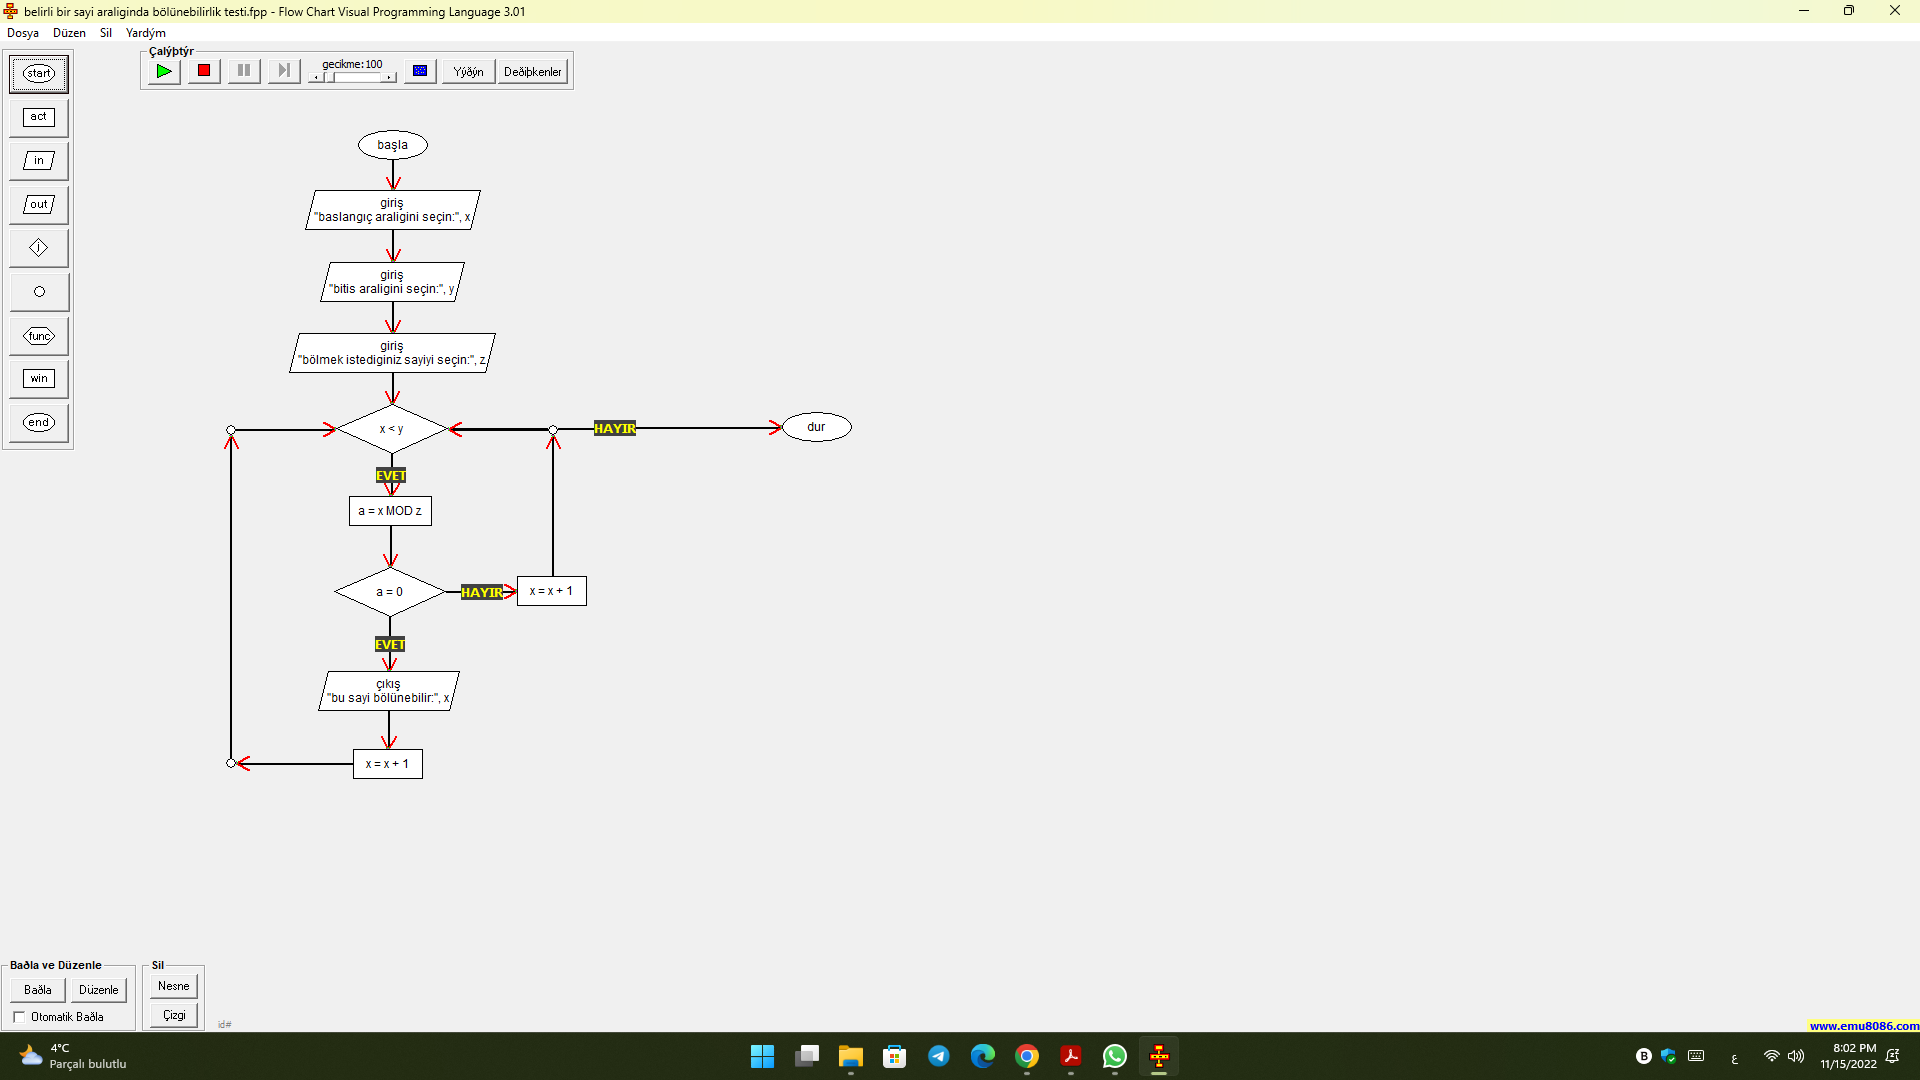 belirli bir sayi araliginda bölünebilirlik testi.fpp - Flow Chart Visual Programming Language 3.01
Dosya Düzen Sil Yardým
Çalýþtýr
gecikme:100
Yýðýn
Deðiþkenler
start
act
in
out
j
func
win
end
başla
giriş
"baslangıç araligini seçin:", x
giriş
"bitis araligini seçin:", y
giriş
"bölmek istediginiz sayiyi seçin:", z
x < y
HAYIR
dur
EVET
a = x MOD z
a = 0
HAYIR
x = x + 1
EVET
çıkış
"bu sayi bölünebilir:", x
x = x + 1
Baðla ve Düzenle
Baðla
Düzenle
Otomatik Baðla
Sil
Nesne
Çizgi
id#
www.emu8086.com
4°C
Parçalı bulutlu
B
ع
8:02 PM
11/15/2022